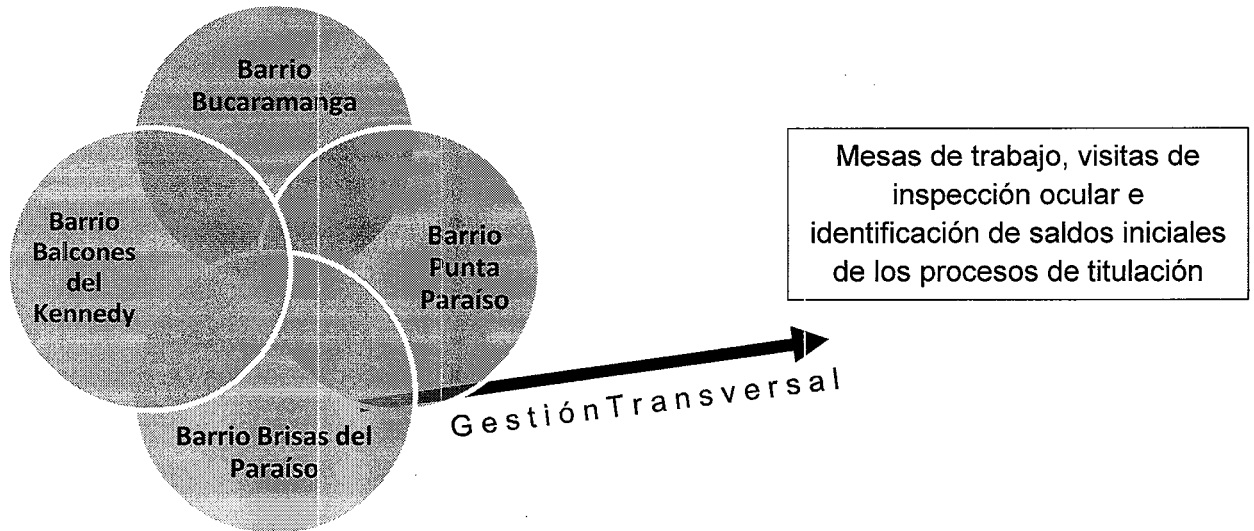 Barrio
Bucaramanga
Barrio
Balcones
del
Kennedy
Barrio
Punta
Paraíso
Barrio Brisas del
Paraíso
GestiónTransversal
Mesas de trabajo, visitas de
inspección ocular e
identificación de saldos iniciales
de los procesos de titulación